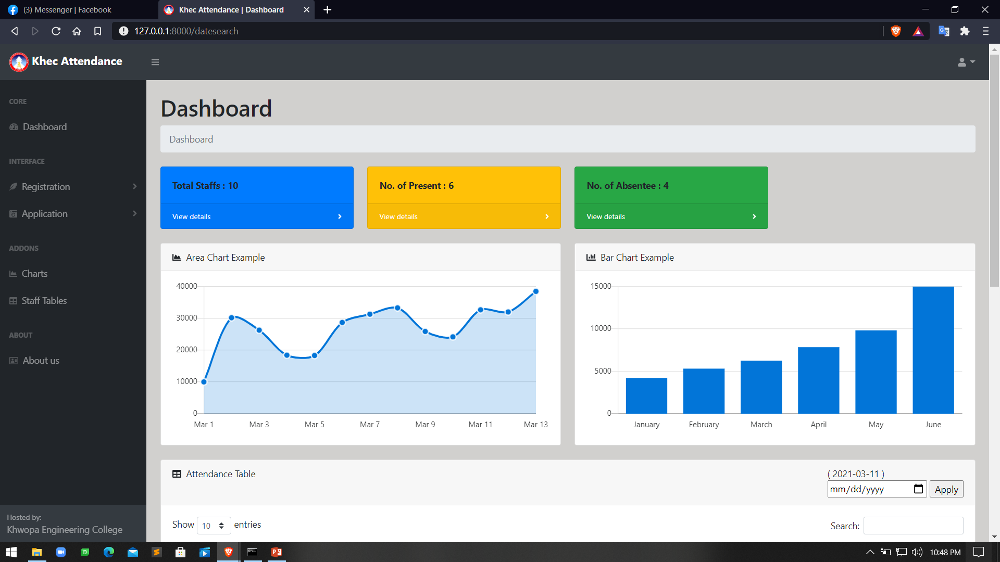 (3) Messenger | Facebook
Khec Attendance | Dashboard
127.0.0.1:8000/datesearch
Khec Attendance
CORE
Dashboard
INTERFACE
Registration
Application
ADDONS
Charts
Staff Tables
ABOUT
About us
Hosted by:
Khwopa Engineering College
Dashboard
Dashboard
Total Staffs : 10
View details
No. of Present : 6
View details
No. of Absentee : 4
View details
Area Chart Example
40000
30000
20000
10000
0
Mar 1 Mar 3 Mar 5 Mar 7 Mar 9 Mar 11 Mar 13
Bar Chart Example
15000
10000
5000
0
January February March April May June
Attendance Table
( 2021-03-11 )
mm/dd/yyyy Apply
Show 10 entries
Search:
10:48 PM